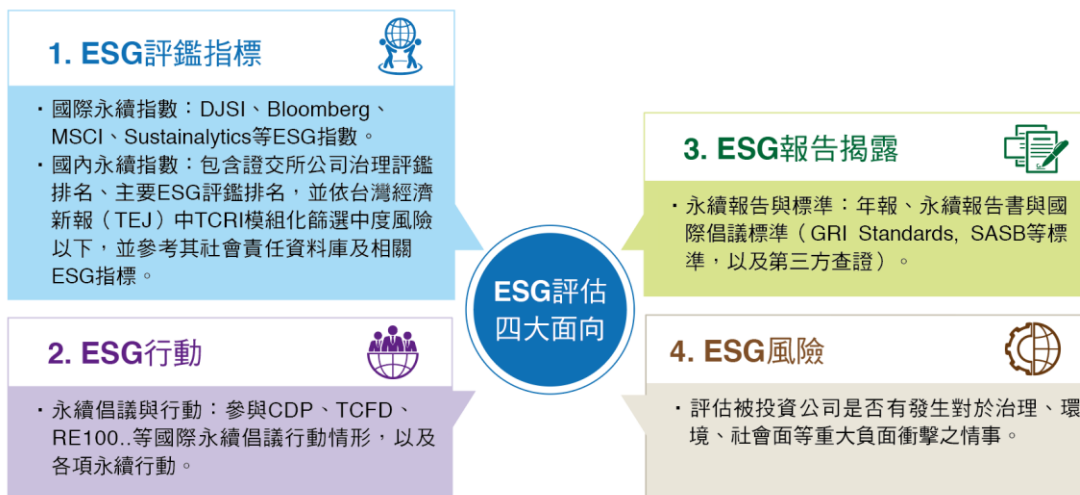 1. ESG評鑑指標
・國際永續指數：DJSI、Bloomberg、
MSCI、Sustainalytics等ESG指數。
・國內永續指數：包含證交所公司治理評鑑
排名、主要ESG評鑑排名，並依台灣經濟
新報（TEJ）中TCRI模組化篩選中度風險
以下，並參考其社會責任資料庫及相關
ESG指標。
2. ESG行動
・永續倡議與行動：參與CDP、TCFD、
RE100..等國際永續倡議行動情形，以及
各項永續行動。
ESG評估
四大面向
3. ESG報告揭露
・永續報告與標準：年報、永續報告書與國
際倡議標準（GRI Standards, SASB等標
準，以及第三方查證）。
4. ESG風險
・評估被投資公司是否有發生對於治理、環
境、社會面等重大負面衝擊之情事。